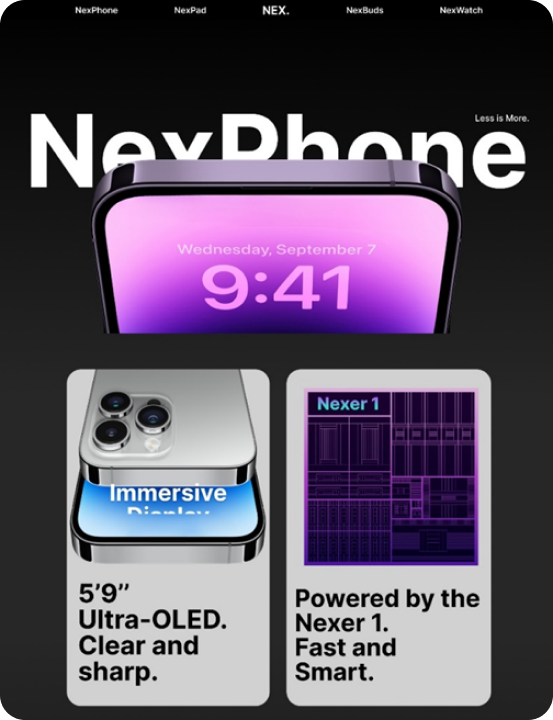 NexPhone NexPad NEX. NexBuds NexWatch
Less is More.
NexPhone
Wednesday, September 7
9:41
Immersive
Display
Nexer 1
5’9’’
Ultra-OLED.
Clear and
sharp.
Powered by the
Nexer 1.
Fast and
Smart.